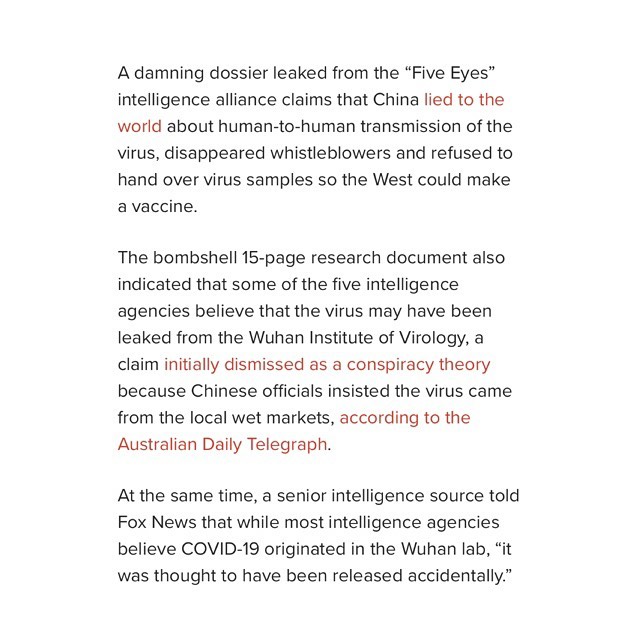 A damning dossier leaked from the “Five Eyes”
intelligence alliance claims that China lied to the
world about human-to-human transmission of the
virus, disappeared whistleblowers and refused to
hand over virus samples so the West could make
a vaccine.
The bombshell 15-page research document also
indicated that some of the five intelligence
agencies believe that the virus may have been
leaked from the Wuhan Institute of Virology, a
claim initially dismissed as a conspiracy theory
because Chinese officials insisted the virus came
from the local wet markets, according to the
Australian Daily Telegraph.
At the same time, a senior intelligence source told
Fox News that while most intelligence agencies
believe COVID-19 originated in the Wuhan lab, “it
was thought to have been released accidentally.”